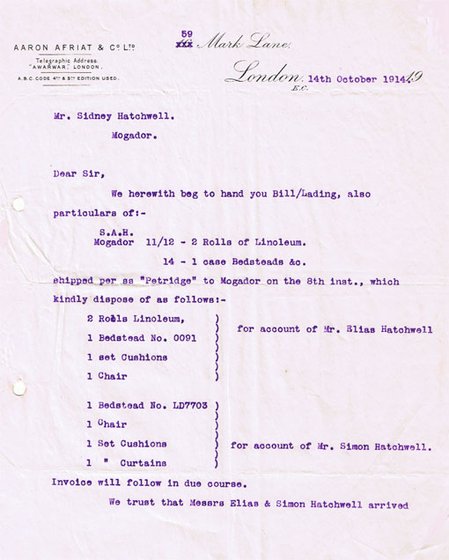 AARON AFRIAT & Co. LTD
Telegraphic Address
"AWARWAR", LONDON.
A.B.C. CODE 4TH & 5TH EDITION USED.
59
xxx Mark Lane,
London, 14th October 1914. 19
E.C.
Mr. Sidney Hatchwell.
Mogador.
Dear Sir,
We herewith beg to hand you Bill/Lading, also
particulars of:-
S.A.H.
Mogador 11/12 - 2 Rolls of Linoleum.
14 - 1 case Bedsteads &c.
shipped per ss "Petridge" to Mogador on the 8th inst., which
kindly dispose of as follows:-
2 Rolls Linoleum,
1 Bedstead No. 0091
1 set Cushions
1 Chair
for account of Mr. Elias Hatchwell
1 Bedstead No. LD7703
1 Chair
1 Set Cushions
1 " Curtains
for account of Mr. Simon Hatchwell.
Invoice will follow in due course.
We trust that Messrs Elias & Simon Hatchwell arrived